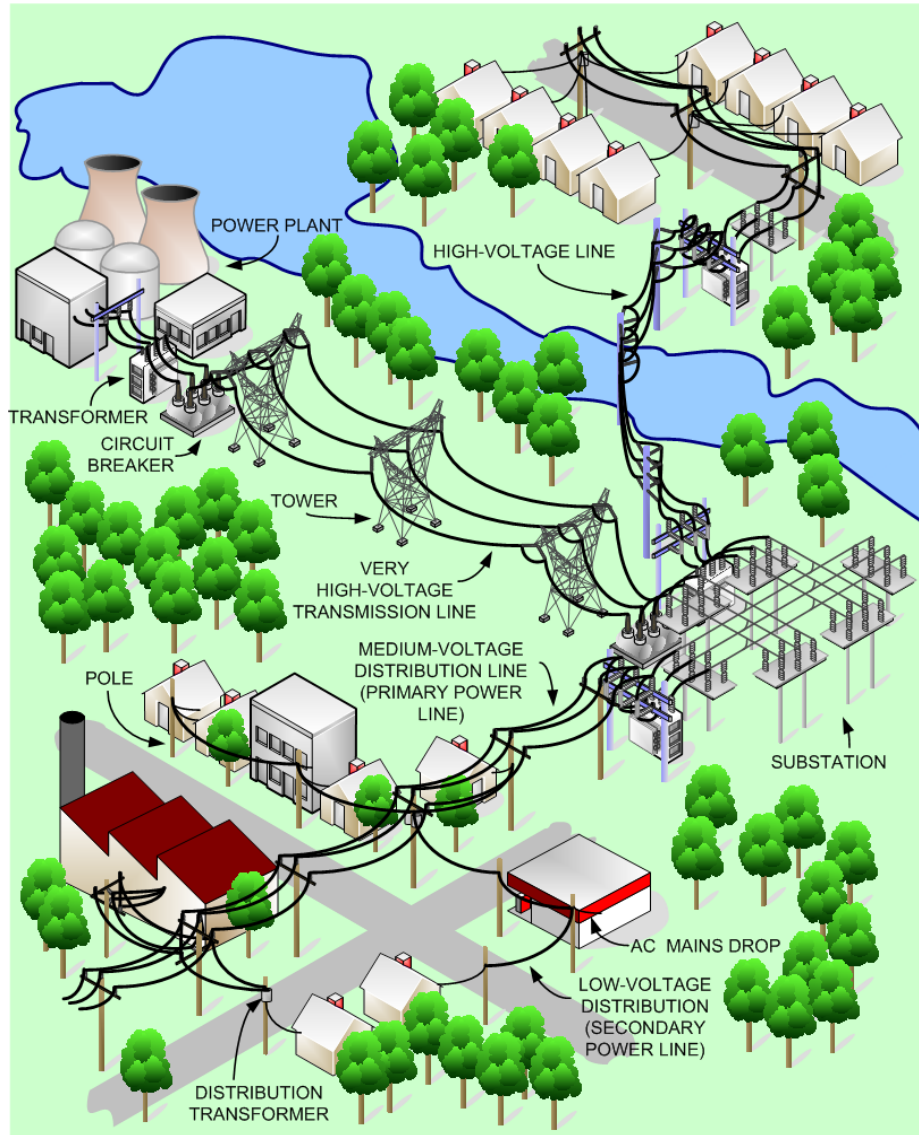 POWER PLANT
HIGH-VOLTAGE LINE
TRANSFORMER
CIRCUIT
BREAKER
TOWER
VERY
HIGH-VOLTAGE
TRANSMISSION LINE
MEDIUM-VOLTAGE
DISTRIBUTION LINE
(PRIMARY POWER
LINE)
POLE
SUBSTATION
AC MAINS DROP
LOW-VOLTAGE
DISTRIBUTION
(SECONDARY
POWER LINE)
DISTRIBUTION
TRANSFORMER